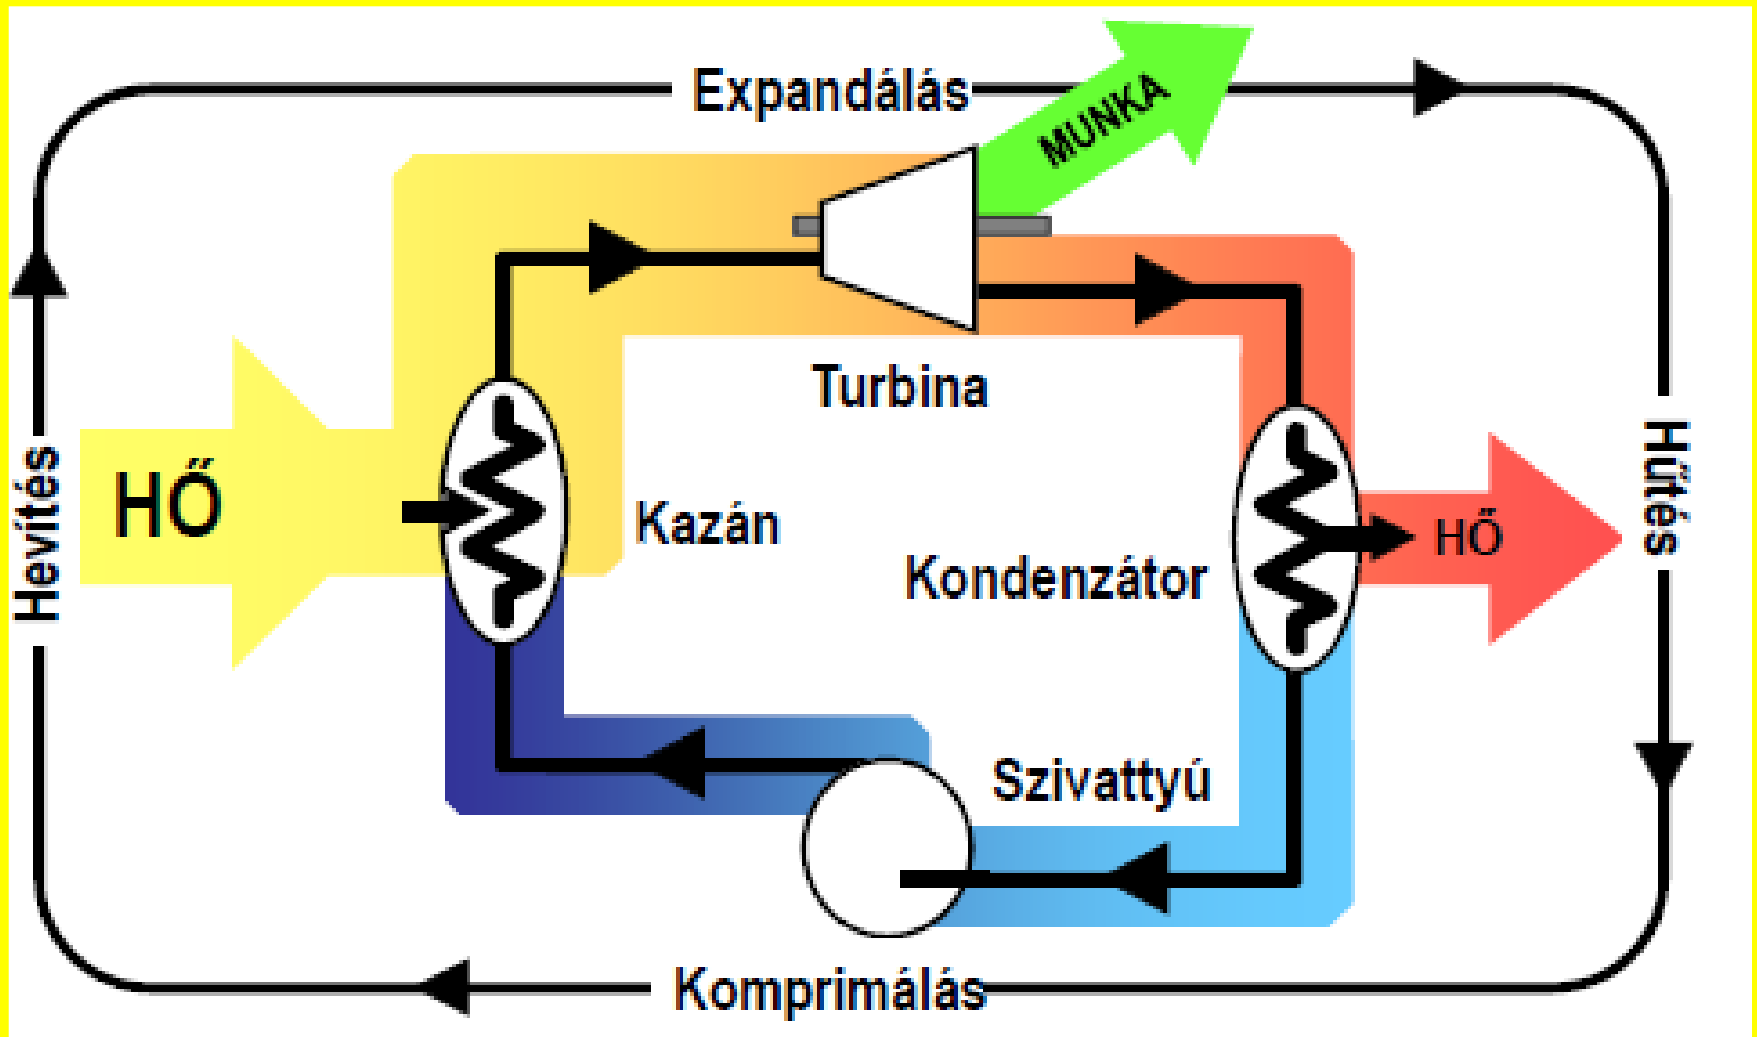 Expandálás
MUNKA
Turbina
Hevítés
HŐ
Kazán
Kondenzátor
HŐ
Hűtés
Szivattyú
Komprimálás